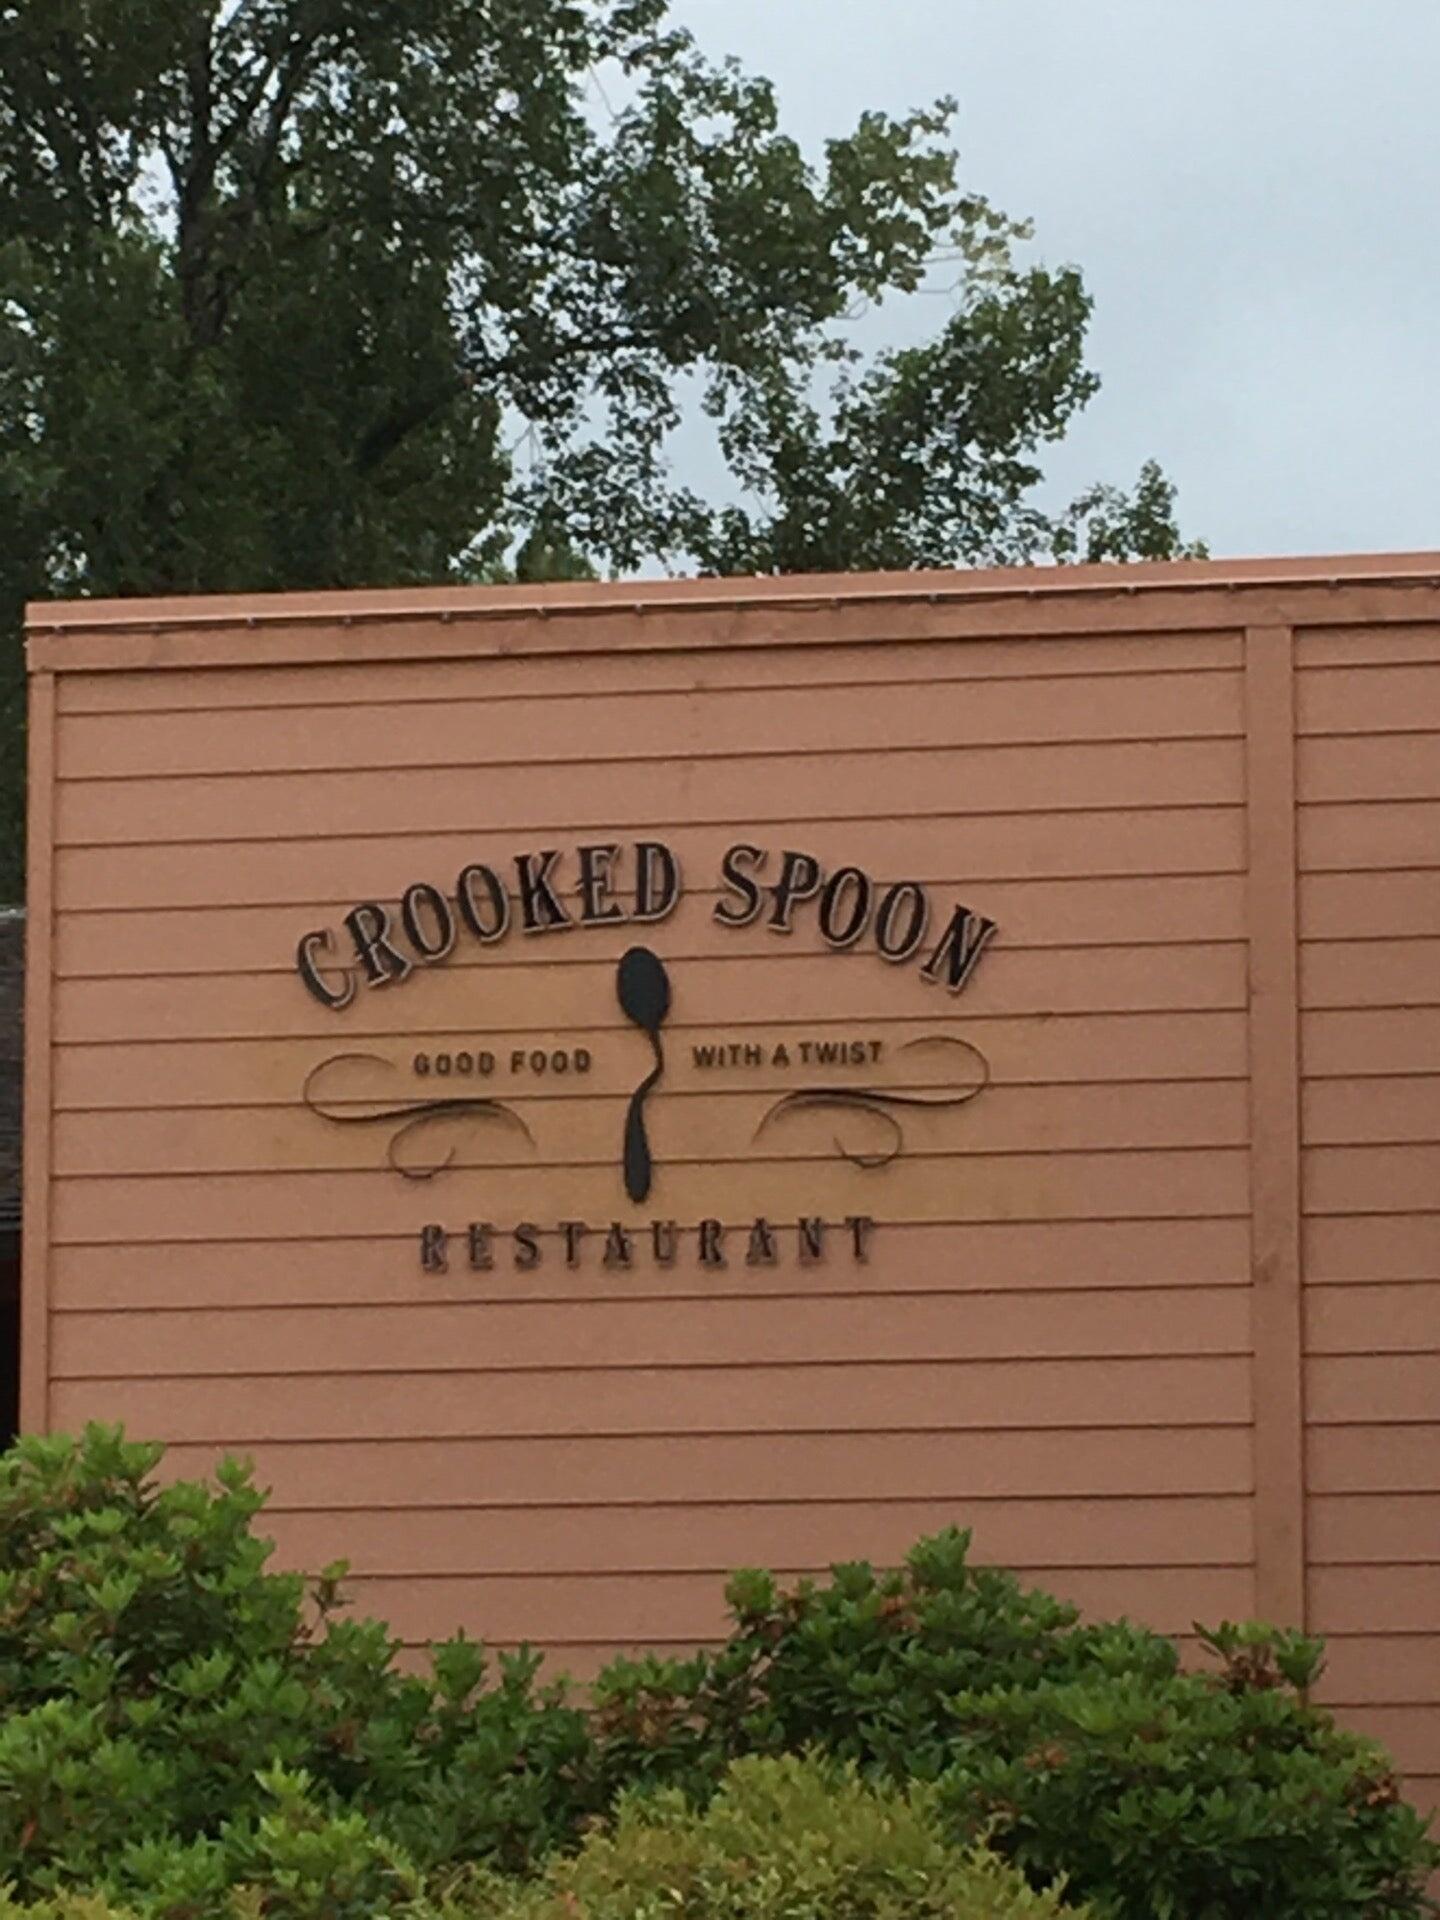 CROOKED SPOON
GOOD FOOD WITH A TWIST
RESTAURANT